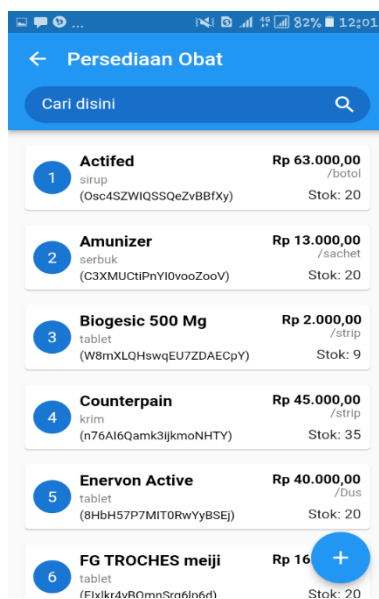 ... 4G 82% 12:01
Persediaan Obat
Cari disini
1 Actifed Rp 63.000,00
sirup /botol
(Osc4SZWIQSSQeZvBBfXy) Stok: 20
2 Amunizer Rp 13.000,00
serbuk /sachet
(C3XMUCtiPnYI0vooZooV) Stok: 20
3 Biogesic 500 Mg Rp 2.000,00
tablet /strip
(W8mXLQHswqEU7ZDAECpY) Stok: 9
4 Counterpain Rp 45.000,00
krim /strip
(n76AI6Qamk3ijkmoNHTY) Stok: 35
5 Enervon Active Rp 40.000,00
tablet /Dus
(8HbH57P7MIT0RwYyBSEj) Stok: 20
6 FG TROCHES meiji Rp 16
tablet +
Stok: 20